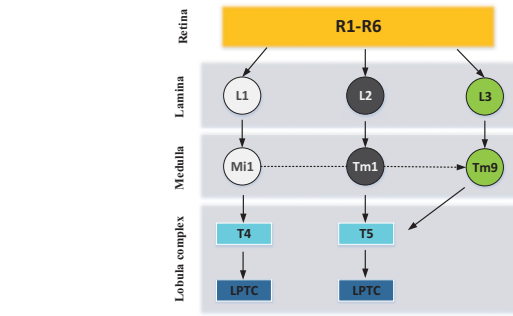 Retina
R1-R6
Lamina
L1
L2
L3
Medulla
Mi1
Tm1
Tm9
Lobula complex
T4
T5
LPTC
LPTC